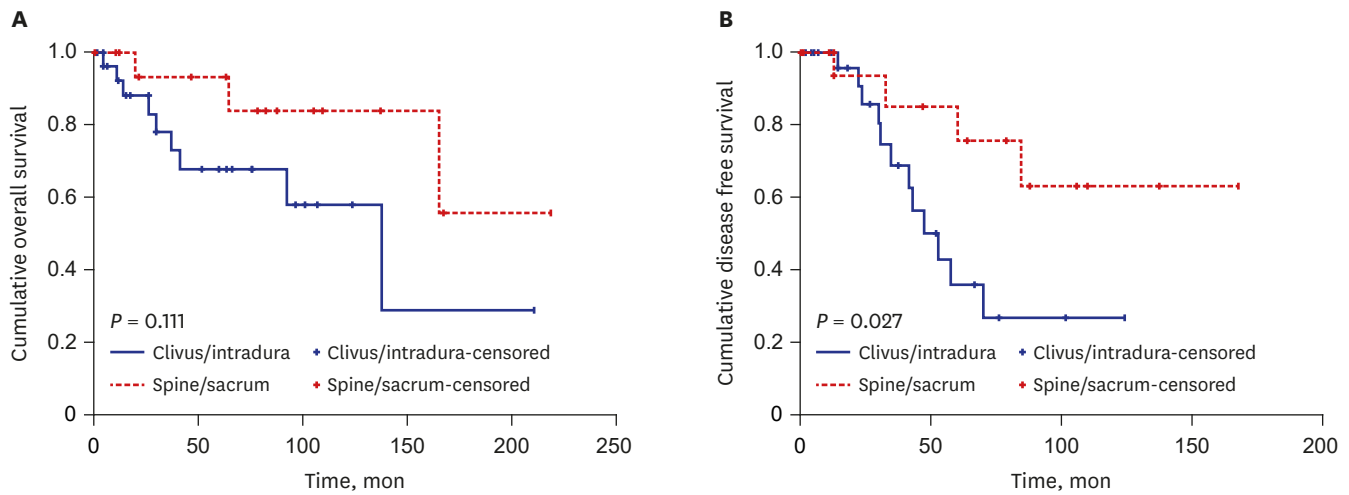 A
Cumulative overall survival
1.0
0.8
0.6
0.4
0.2
0
P = 0.111
Clivus/intradura
Clivus/intradura-censored
Spine/sacrum
Spine/sacrum-censored
0 50 100 150 200 250
Time, mon
B
Cumulative disease free survival
1.0
0.8
0.6
0.4
0.2
0
P = 0.027
Clivus/intradura
Clivus/intradura-censored
Spine/sacrum
Spine/sacrum-censored
0 50 100 150 200
Time, mon